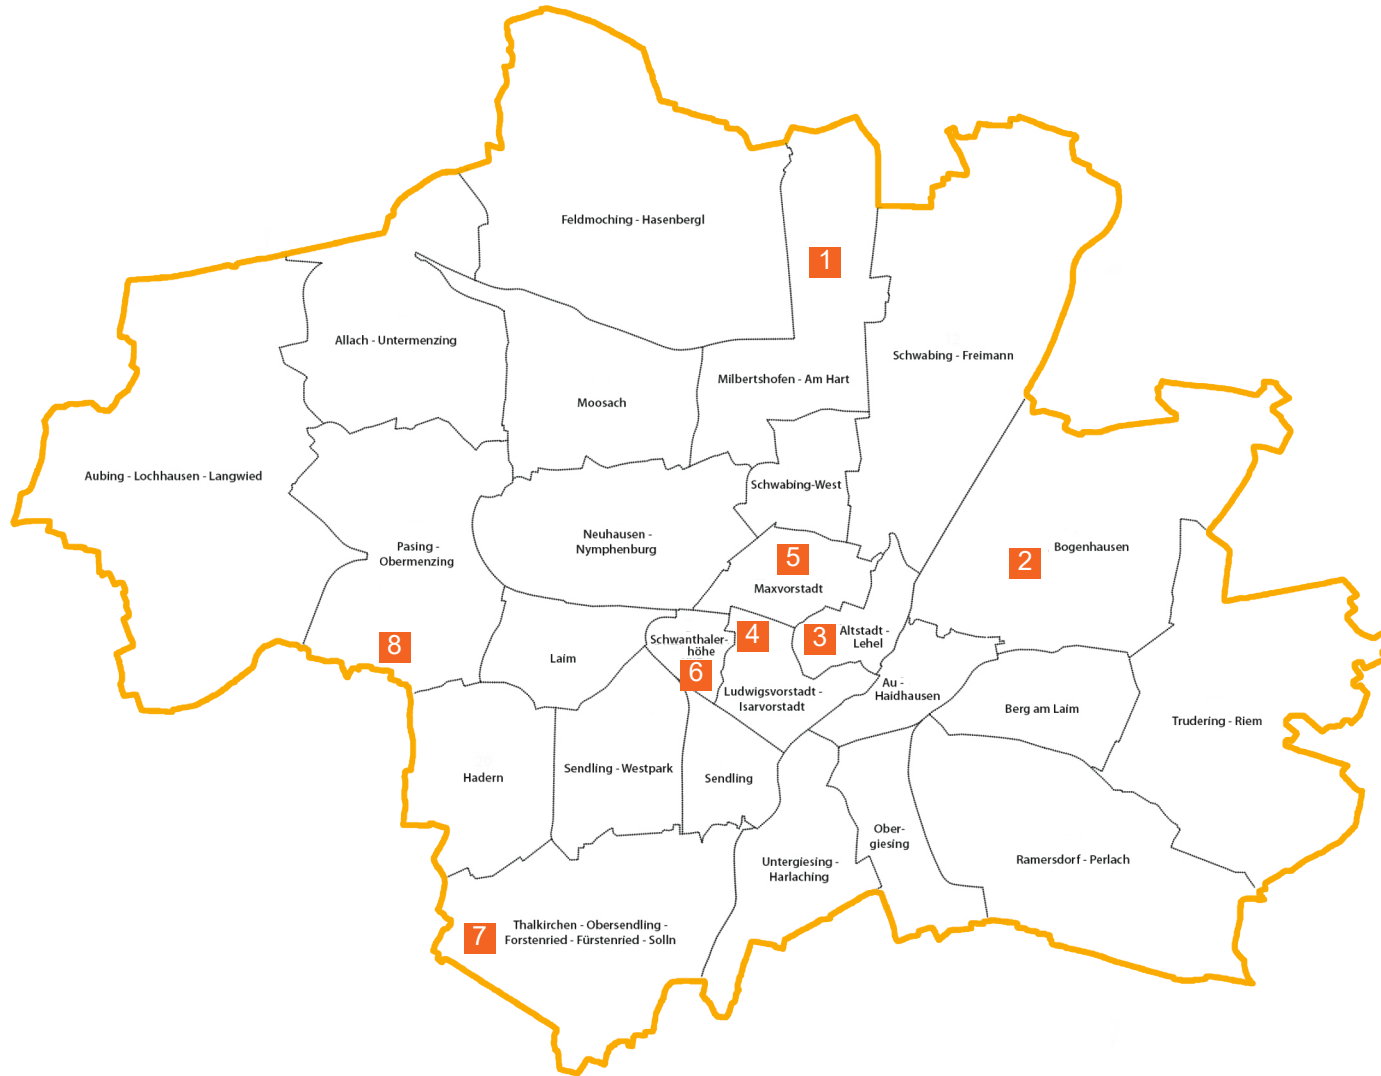 Feldmoching - Hasenbergl
1
Allach - Untermenzing
Schwabing - Freimann
Milbertshofen - Am Hart
Moosach
Aubing - Lochhausen - Langwied
Schwabing-West
Neuhausen -
Nymphenburg
Pasing -
Obermenzing
5
Maxvorstadt
2
Bogenhausen
8
Laim
Schwanthaler-
höhe
6
4
3
Altstadt -
Lehel
Ludwigsvorstadt -
Isarvorstadt
Au -
Haidhausen
Berg am Laim
Trudering - Riem
Hadern
Sendling - Westpark
Sendling
Ober-
giesing
Untergiesing -
Harlaching
Ramersdorf - Perlach
7
Thalkirchen - Obersendling -
Forstenried - Fürstenried - Solln